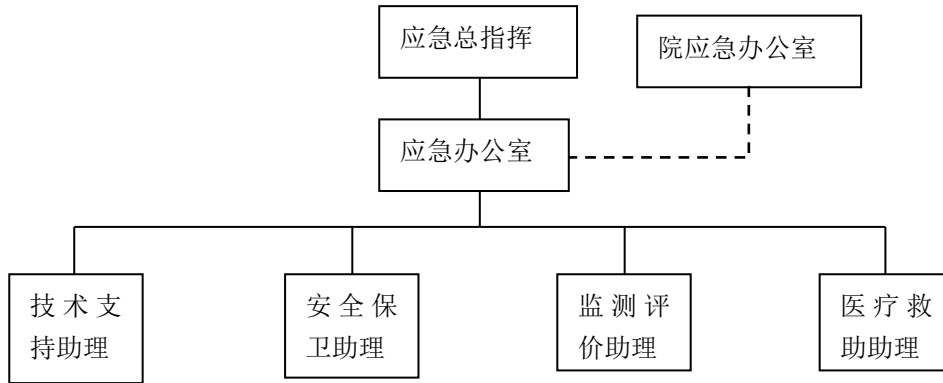 应急总指挥
院应急办公室
应急办公室
技术支
持助理
安全保
卫助理
监测评
价助理
医疗救
助助理